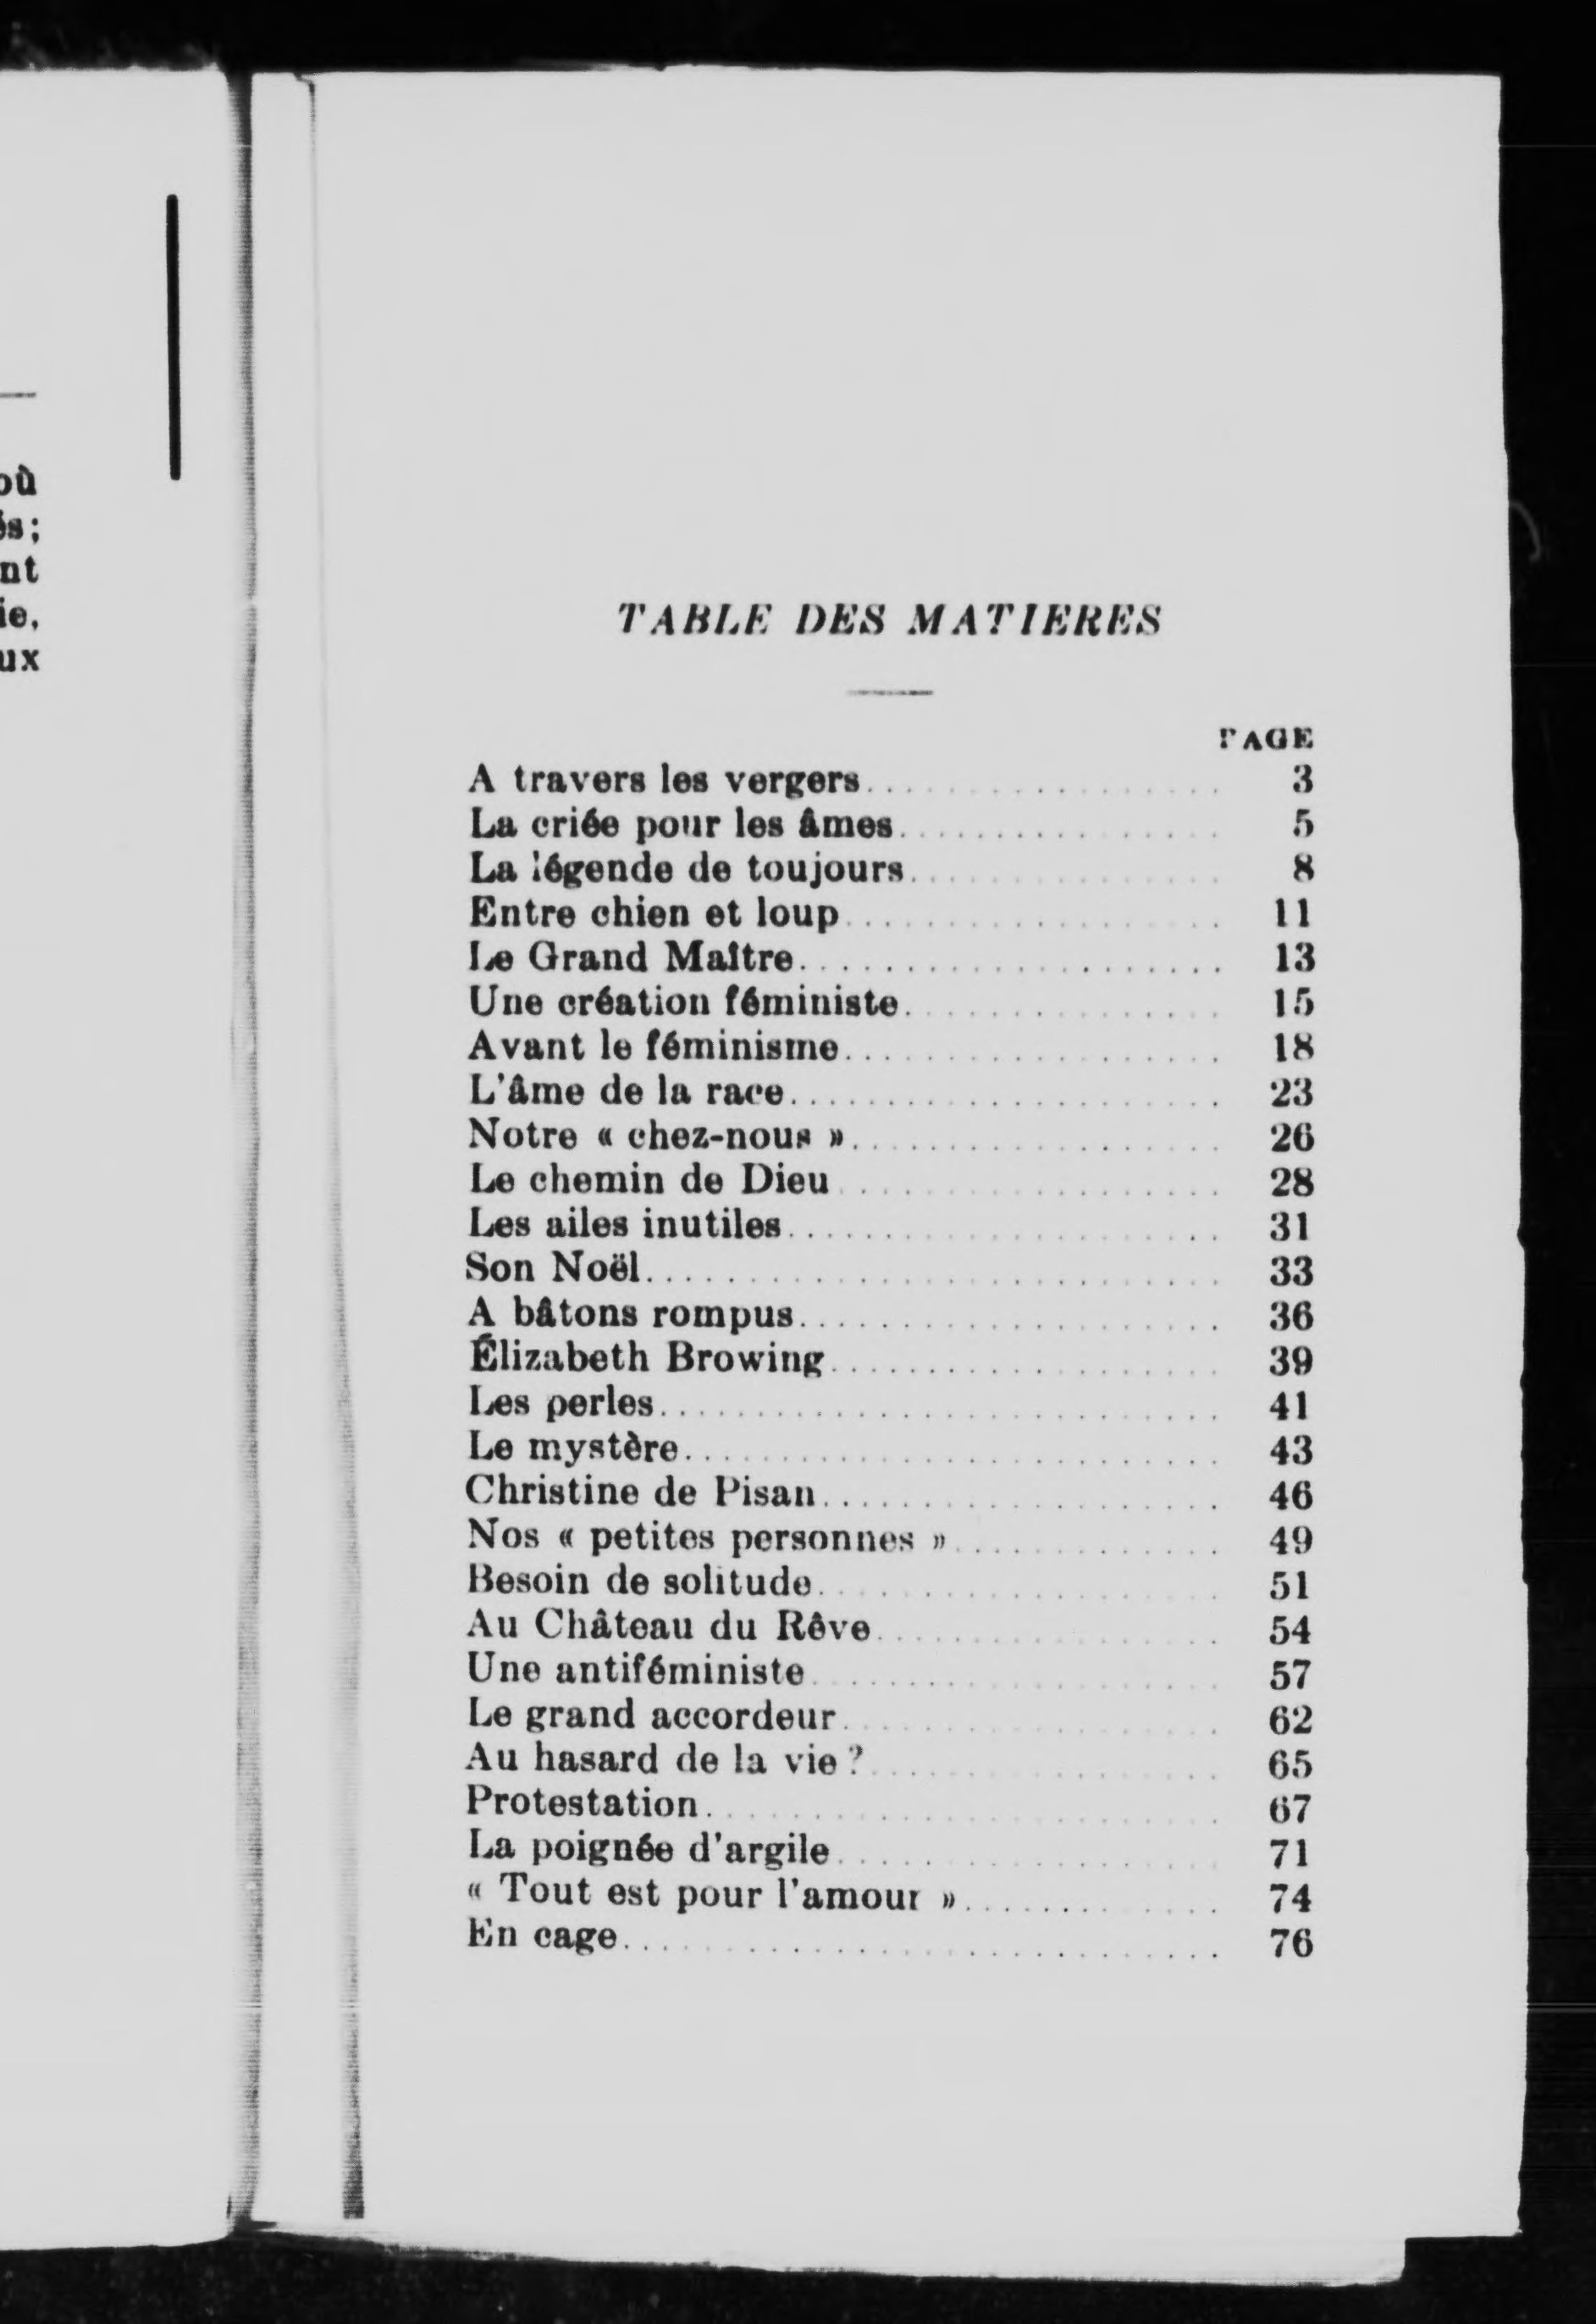 où
és;
nt
ie,
ux
TABLE DES MATIERES
PAGE
A travers les vergers 3
La criée pour les âmes 5
La légende de toujours 8
Entre chien et loup 11
Le Grand Maître 13
Une création féministe 15
Avant le féminisme 18
L'âme de la race 23
Notre « chez-nous » 26
Le chemin de Dieu 28
Les ailes inutiles 31
Son Noël 33
A bâtons rompus 36
Élizabeth Browing 39
Les perles 41
Le mystère 43
Christine de Pisan 46
Nos « petites personnes » 49
Besoin de solitude 51
Au Château du Rêve 54
Une antiféministe 57
Le grand accordeur 62
Au hasard de la vie? 65
Protestation 67
La poignée d'argile 71
« Tout est pour l'amour » 74
En cage 76